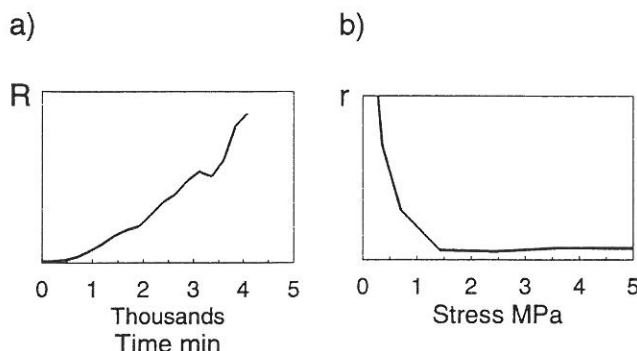 a)
R
0 1 2 3 4 5
Thousands
Time min
b)
r
0 1 2 3 4 5
Stress MPa